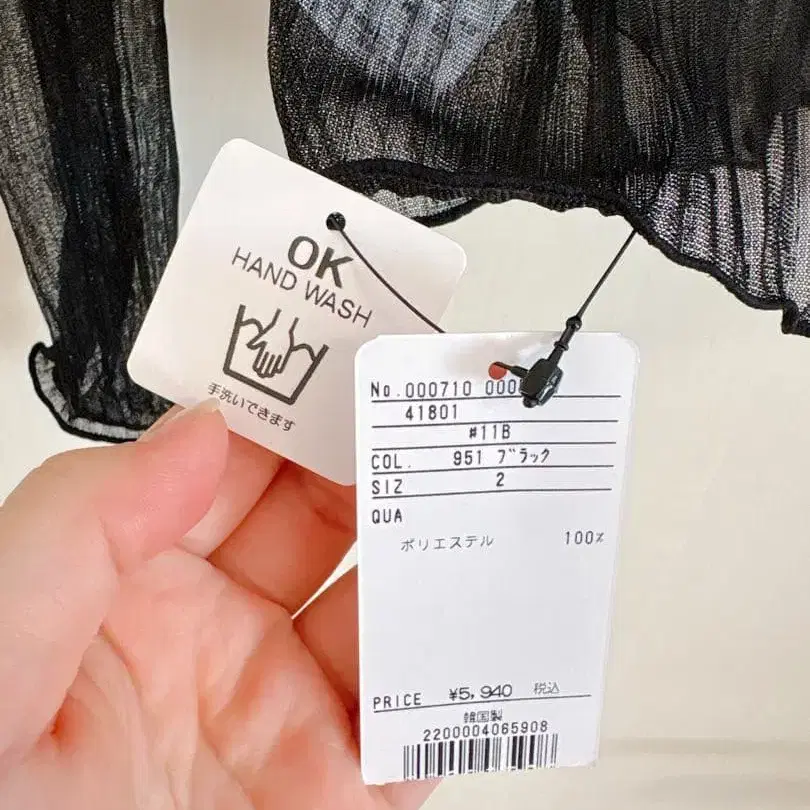 OK
HAND WASH
手洗いできます
No.000710 000
41801
#11B
COL. 951 ブラック
SIZ 2
QUA
ポリエステル 100%
PRICE ¥5,940 税込
韓国製
2200004065908